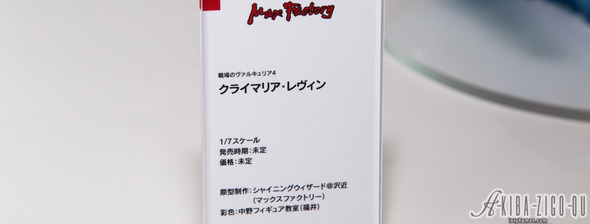 Max Factory
戦場のヴァルキュリア4
クライマリア・レヴィン
1/7スケール
発売時期：未定
価格：未定
原型制作：シャイニングウィザード@沢近
（マックスファクトリー）
彩色：中野フィギュア教室（福井）
AKIBA-ZIGO-QU